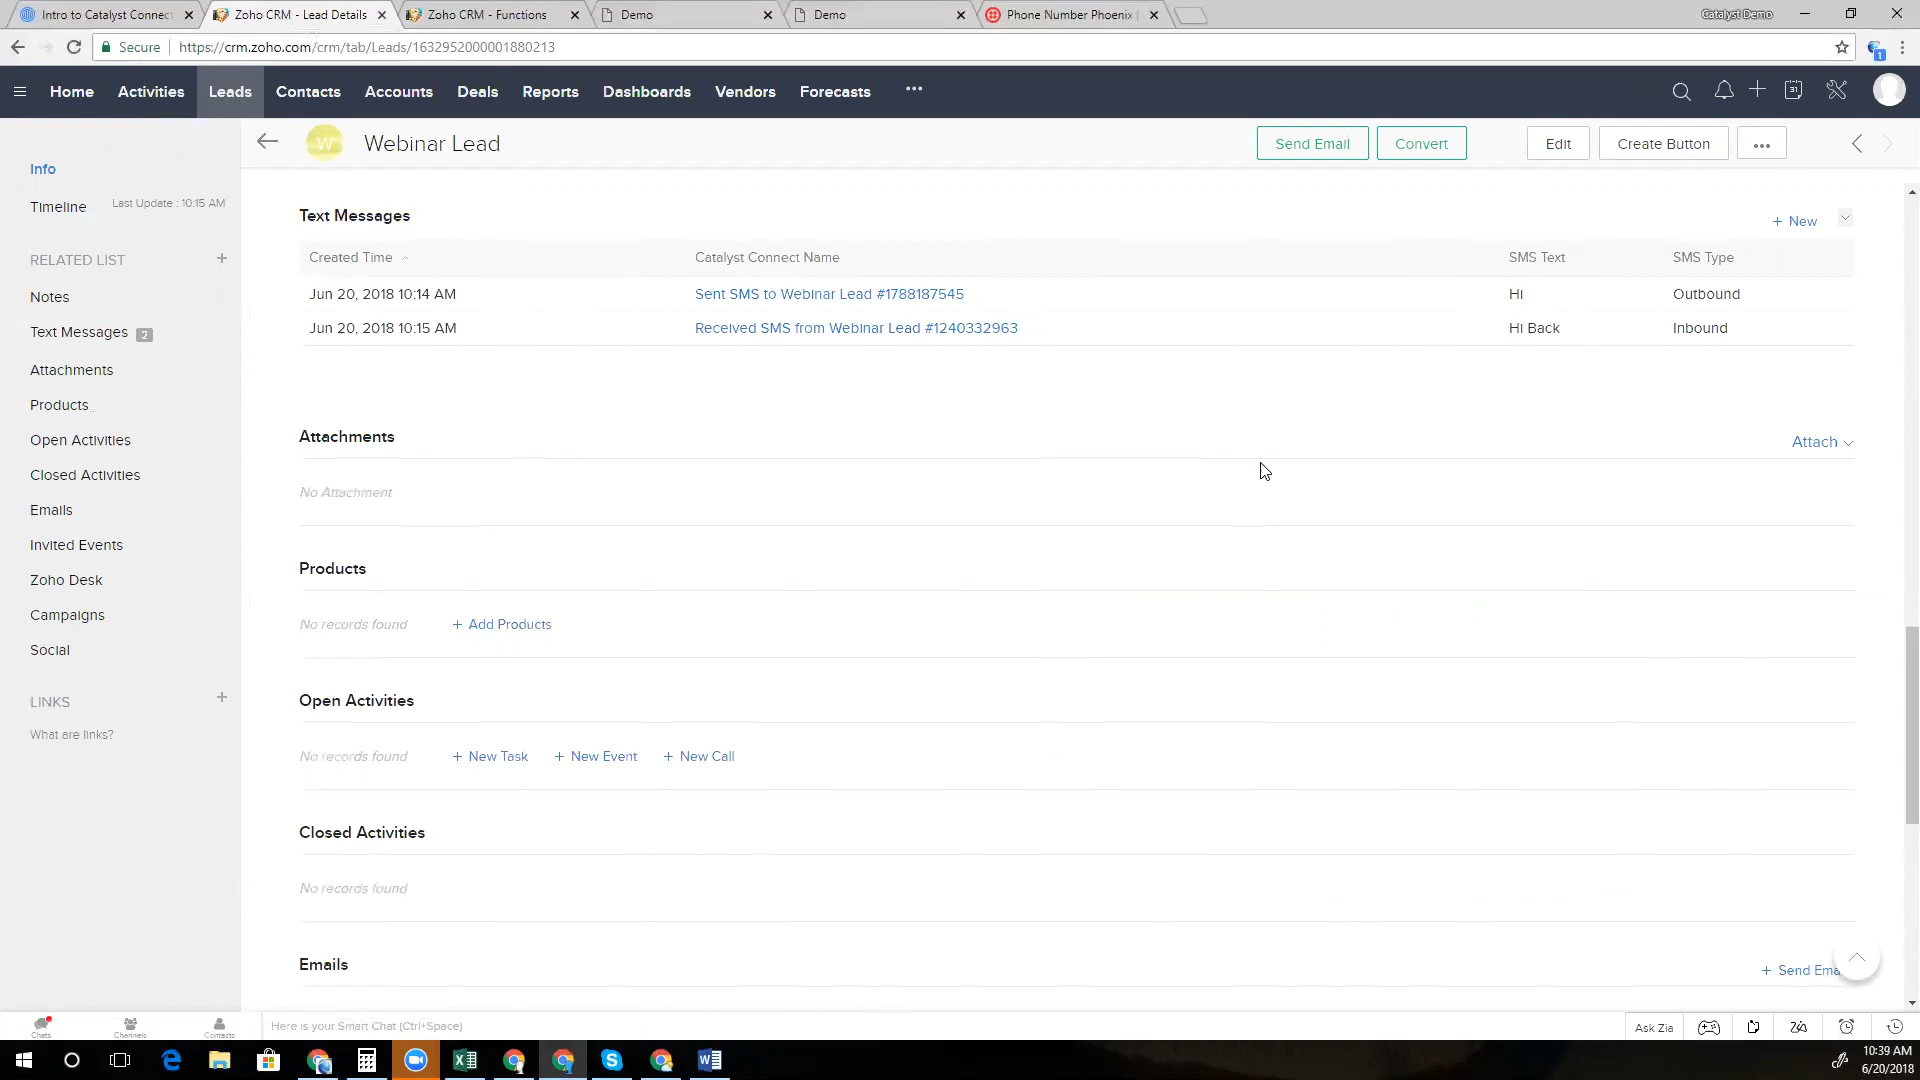 Intro to Catalyst Connect
Zoho CRM - Lead Details
Zoho CRM - Functions
Demo
Demo
Phone Number Phoenix
Catalyst Demo
Secure
https://crm.zoho.com/crm/tab/Leads/1632952000001880213
1
Home
Activities
Leads
Contacts
Accounts
Deals
Reports
Dashboards
Vendors
Forecasts
•••
31
W
Webinar Lead
Send Email
Convert
Edit
Create Button
•••
Info
Timeline
Last Update : 10:15 AM
RELATED LIST
+
Notes
Text Messages 2
Attachments
Products
Open Activities
Closed Activities
Emails
Invited Events
Zoho Desk
Campaigns
Social
LINKS
+
What are links?
Text Messages
+ New
Created Time
Catalyst Connect Name
SMS Text
SMS Type
Jun 20, 2018 10:14 AM
Sent SMS to Webinar Lead #1788187545
Hi
Outbound
Jun 20, 2018 10:15 AM
Received SMS from Webinar Lead #1240332963
Hi Back
Inbound
Attachments
Attach
No Attachment
Products
No records found
+ Add Products
Open Activities
No records found
+ New Task
+ New Event
+ New Call
Closed Activities
No records found
Emails
+ Send Ema
Chats
Channels
Contacts
Here is your Smart Chat (Ctrl+Space)
Ask Zia
10:39 AM
6/20/2018